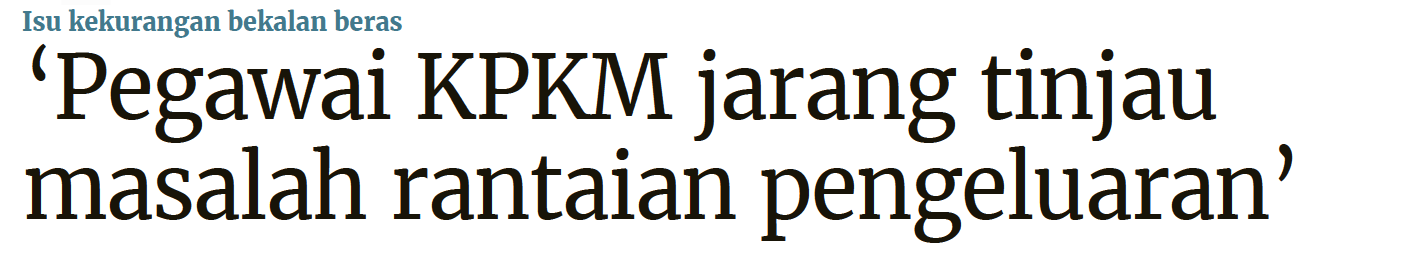 Isu kekurangan bekalan beras
‘Pegawai KPKM jarang tinjau
masalah rantaian pengeluaran’